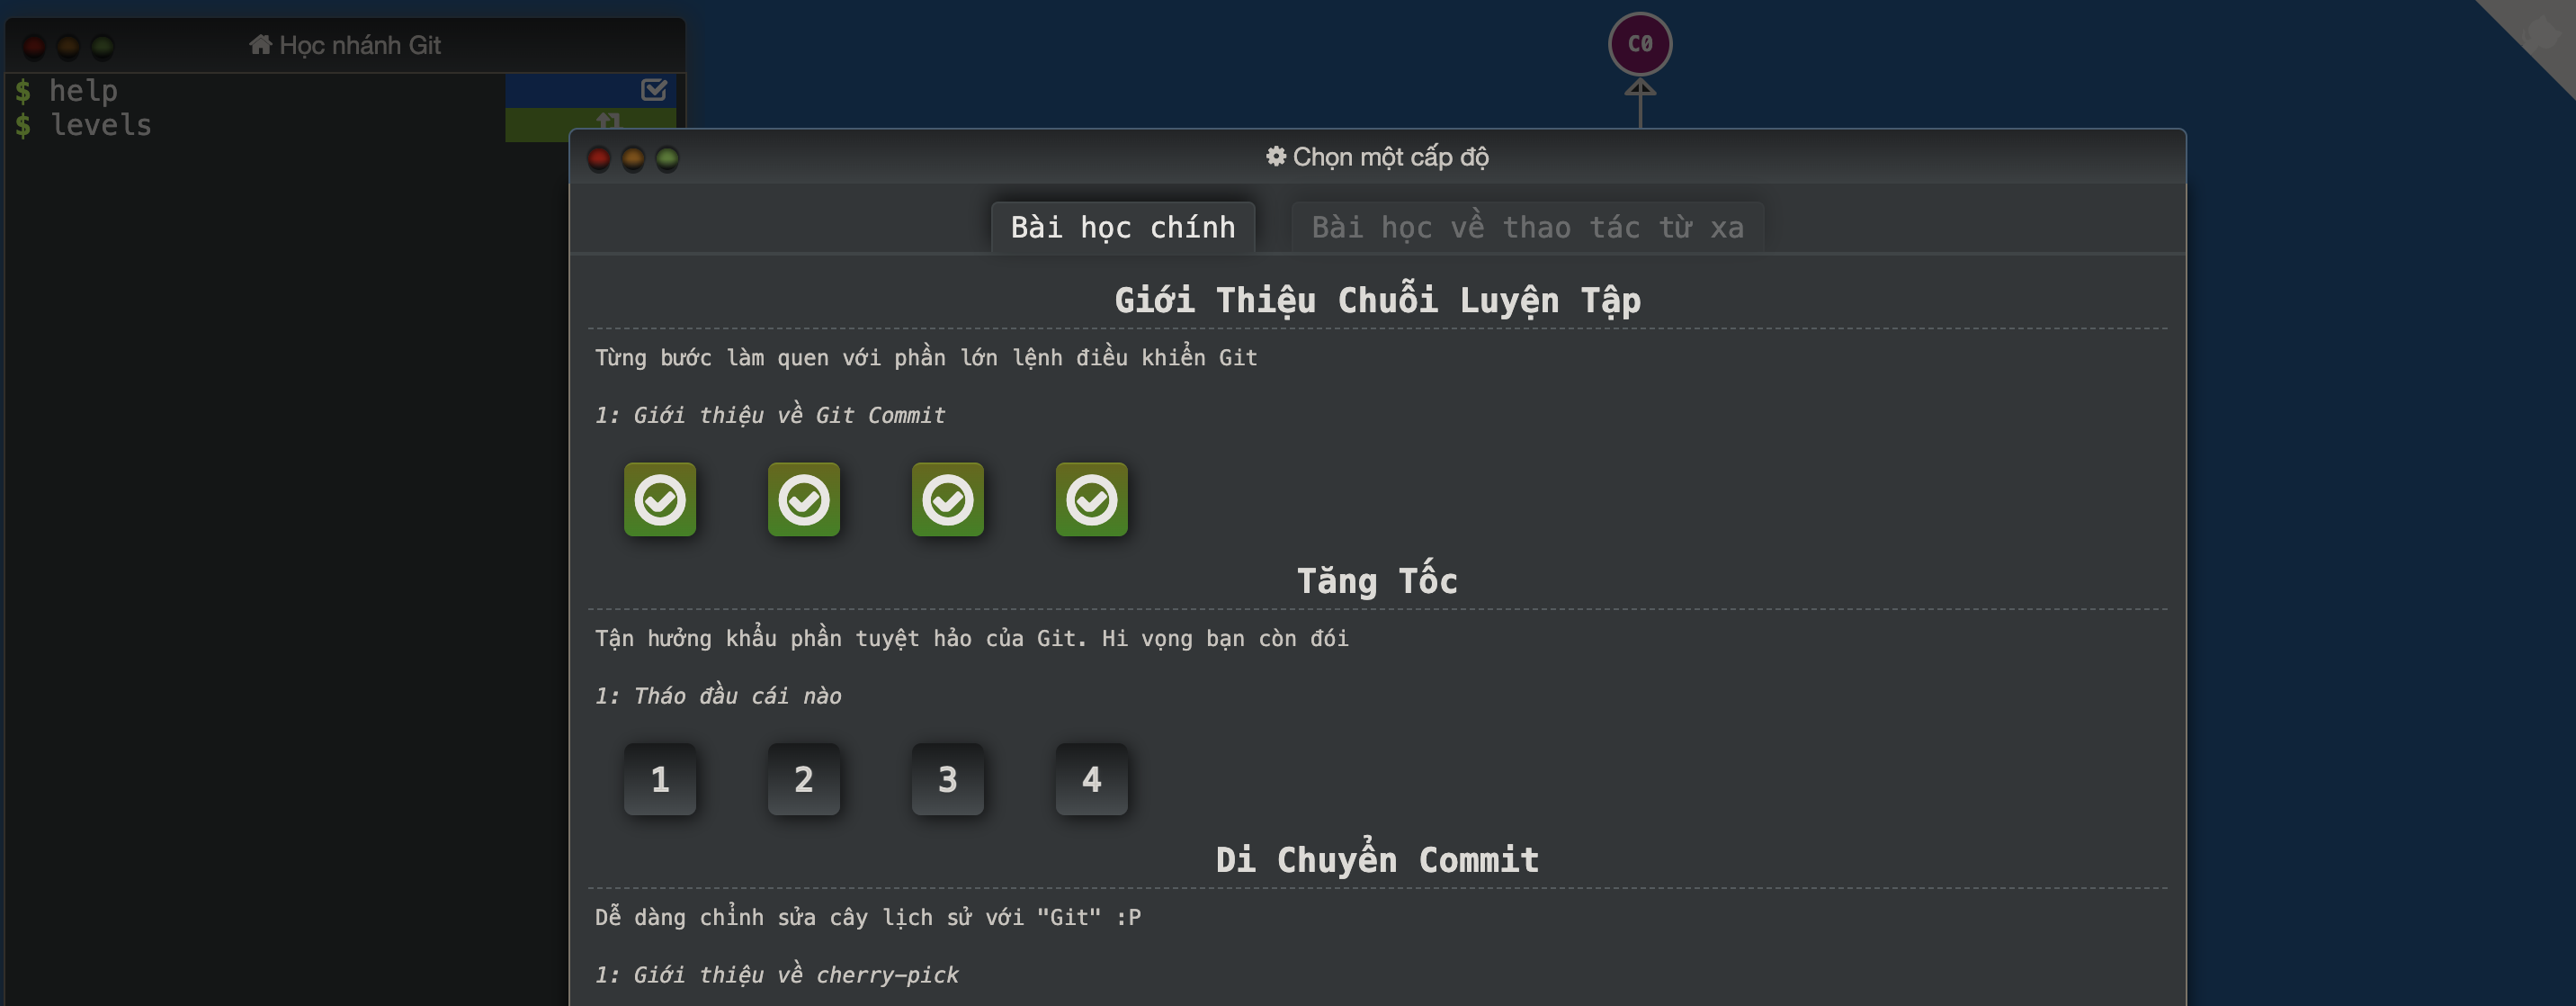 Học nhánh Git
$ help
$ levels
C0
Chọn một cấp độ
Bài học chính
Bài học về thao tác từ xa
Giới Thiệu Chuỗi Luyện Tập
Từng bước làm quen với phần lớn lệnh điều khiển Git
1: Giới thiệu về Git Commit
Tăng Tốc
Tận hưởng khẩu phần tuyệt hảo của Git. Hi vọng bạn còn đói
1: Tháo đầu cái nào
1 2 3 4
Di Chuyển Commit
Dễ dàng chỉnh sửa cây lịch sử với "Git" :P
1: Giới thiệu về cherry-pick